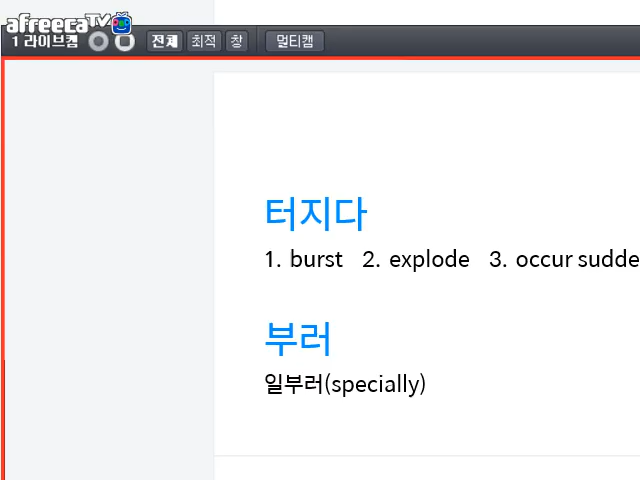 afreecaTV
1 라이브캠 전체 최적 창 멀티캠
터지다
1. burst 2. explode 3. occur sudde
부러
일부러(specially)